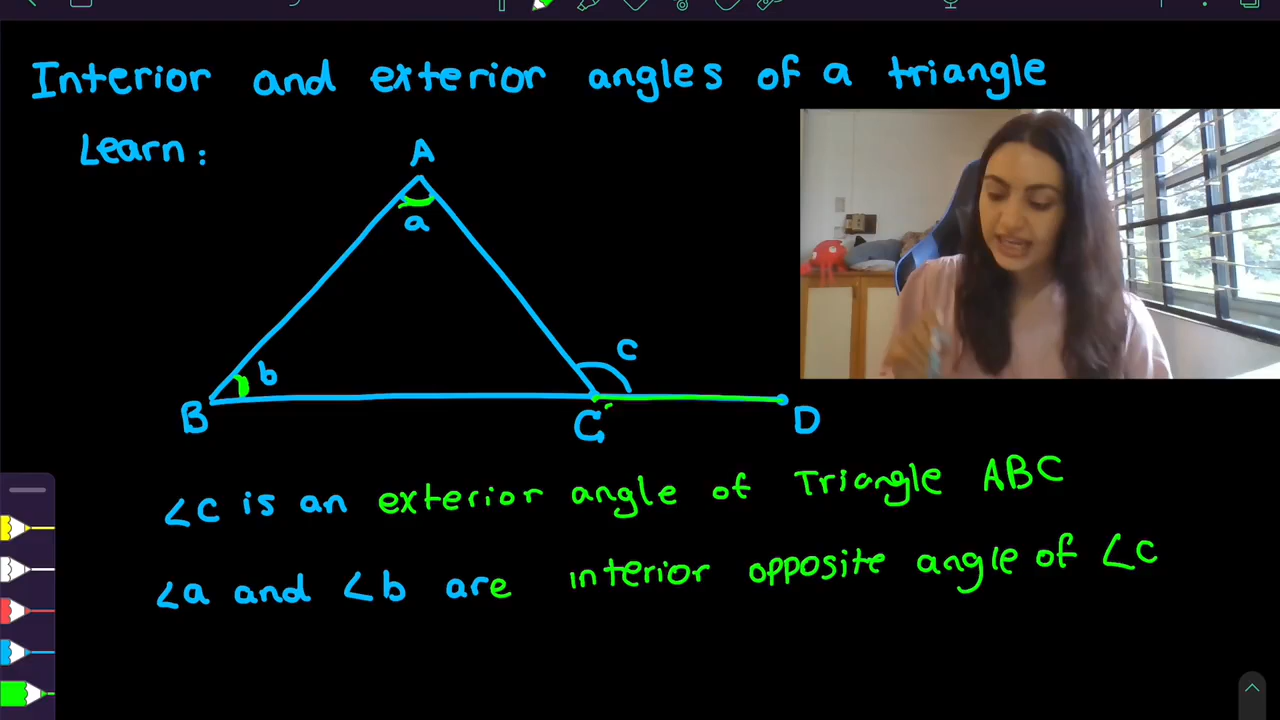 Interior and exterior angles of a triangle
Learn:
A
a
c
b
B
C
D
∠c is an exterior angle of Triangle ABC
∠a and ∠b are interior opposite angle of ∠c